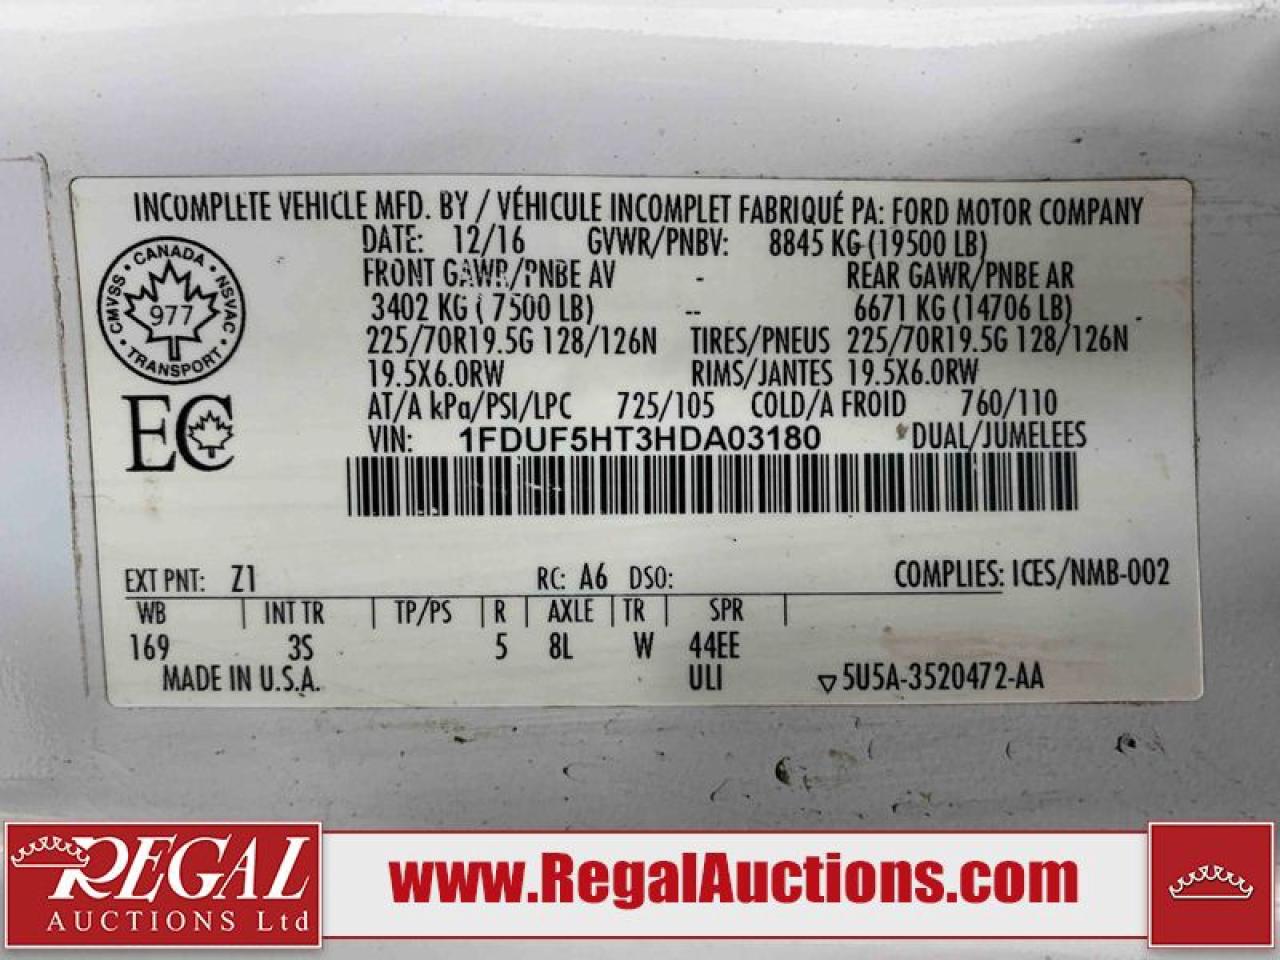 INCOMPLETE VEHICLE MFD. BY / VÉHICULE INCOMPLET FABRIQUÉ PA: FORD MOTOR COMPANY
DATE: 12/16 GVWR/PNBV: 8845 KG (19500 LB)
FRONT GAWR/PNBE AV - REAR GAWR/PNBE AR
3402 KG ( 7500 LB) -- 6671 KG (14706 LB)
225/70R19.5G 128/126N TIRES/PNEUS 225/70R19.5G 128/126N
19.5X6.0RW RIMS/JANTES 19.5X6.0RW
AT/A kPa/PSI/LPC 725/105 COLD/A FROID 760/110
VIN: 1FDUF5HT3HDA03180 DUAL/JUMELEES
CANADA
CMVSS • NSVAC
977
TRANSPORT
EC
EXT PNT: Z1 RC: A6 DSO: COMPLIES: ICES/NMB-002
WB | INT TR | TP/PS | R | AXLE | TR | SPR |
169 3S 5 8L W 44EE
MADE IN U.S.A. ULI ▽5U5A-3520472-AA
REGAL
AUCTIONS Ltd
www.RegalAuctions.com